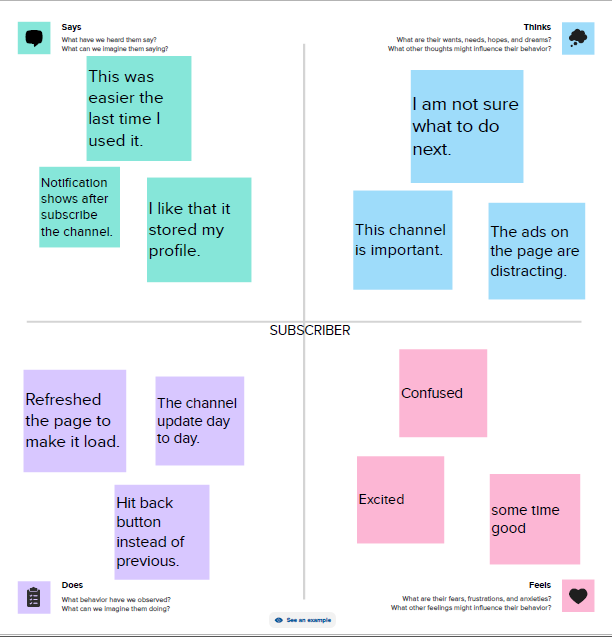 Says
What have we heard them say?
What can we imagine them saying?
This was
easier the
last time I
used it.
Notification
shows after
subscribe
the channel.
I like that it
stored my
profile.
Thinks
What are their wants, needs, hopes, and dreams?
What other thoughts might influence their behavior?
I am not sure
what to do
next.
This channel
is important.
The ads on
the page are
distracting.
SUBSCRIBER
Refreshed
the page to
make it load.
The channel
update day
to day.
Hit back
button
instead of
previous.
Does
What behavior have we observed?
What can we imagine them doing?
Confused
Excited
some time
good
Feels
What are their fears, frustrations, and anxieties?
What other feelings might influence their behavior?
See an example